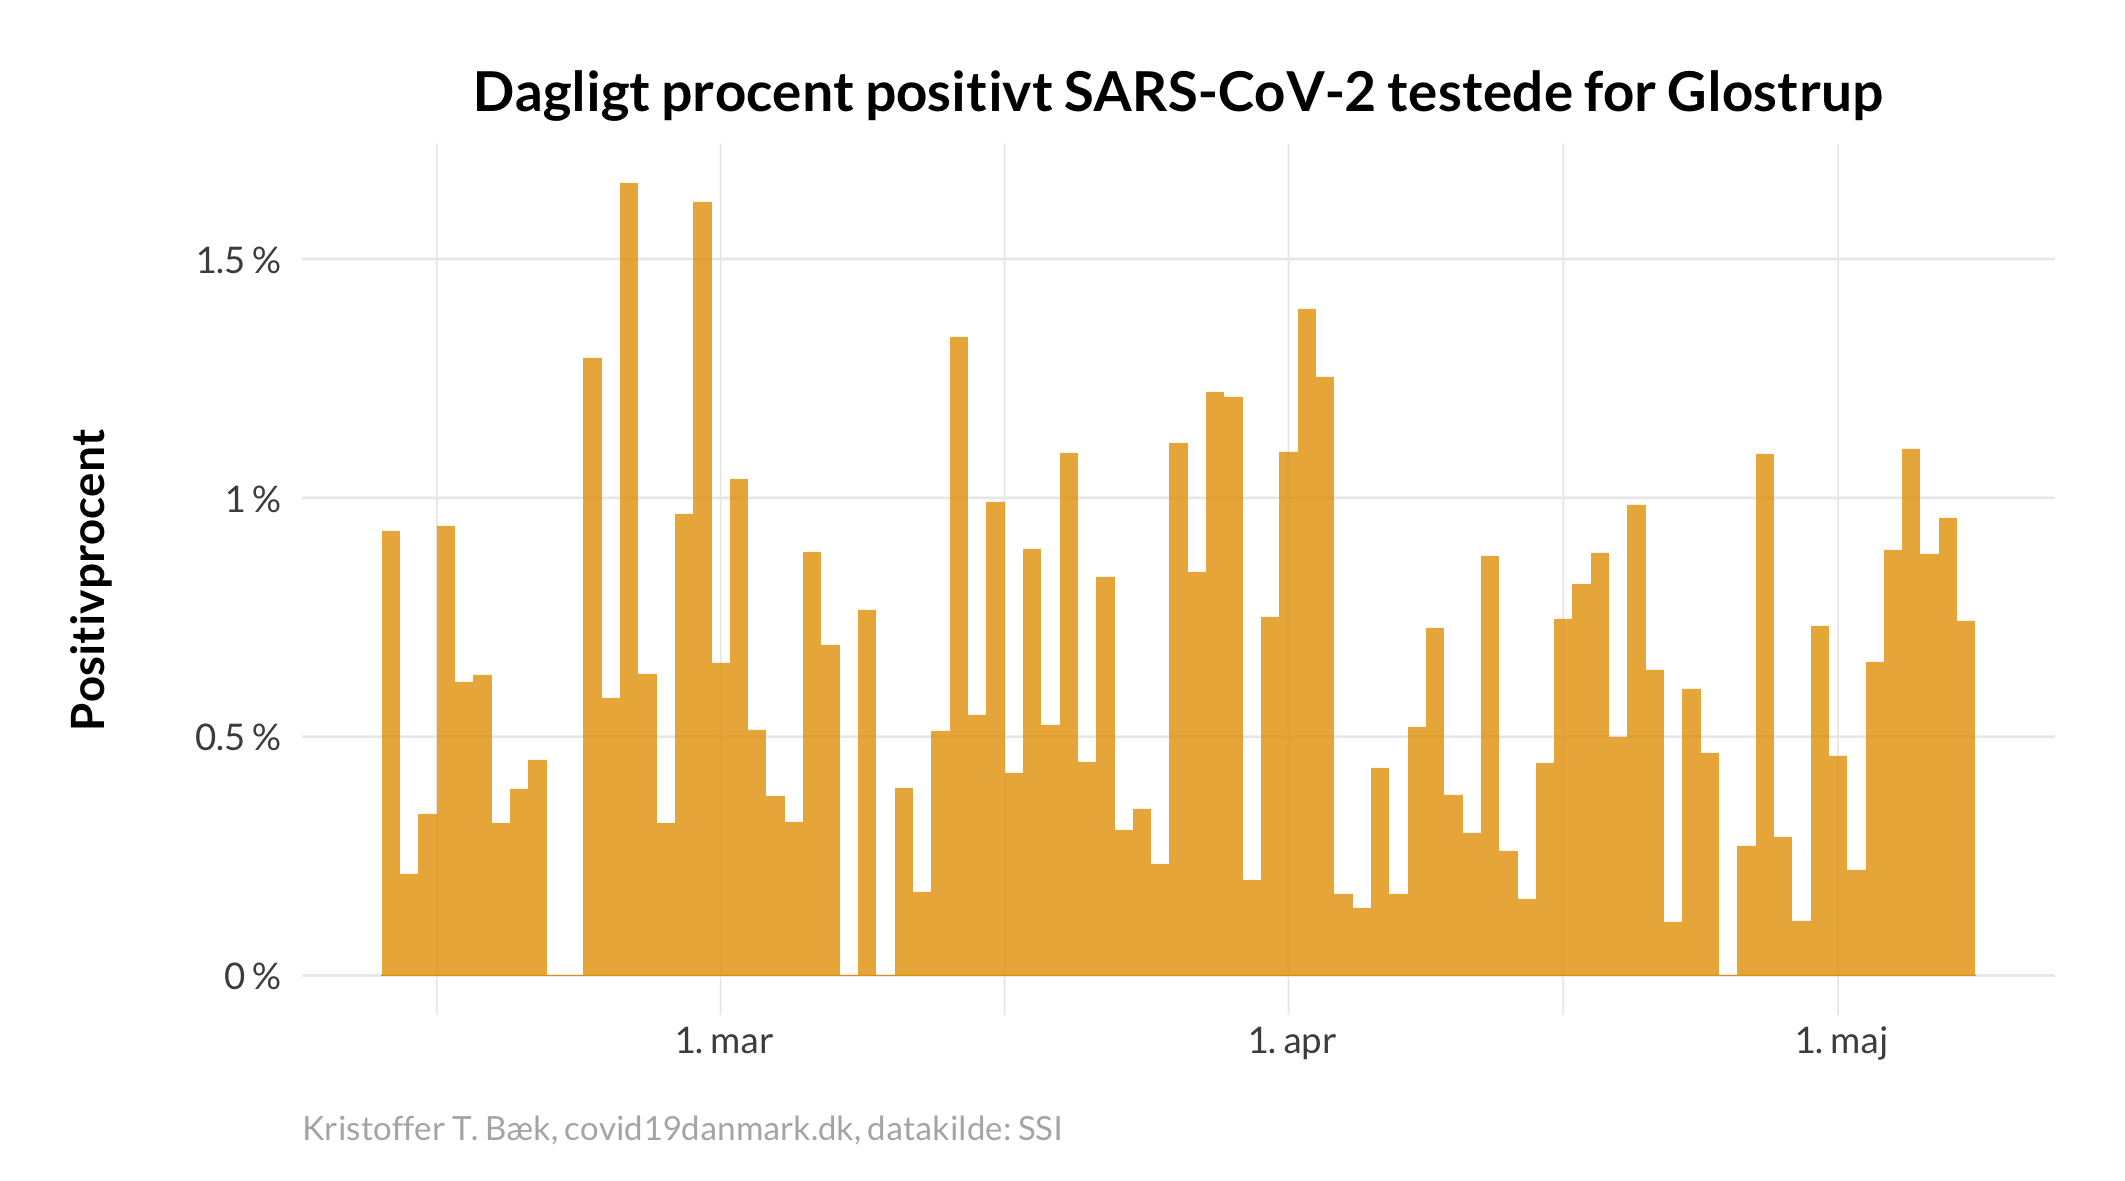 Dagligt procent positivt SARS-CoV-2 testede for Glostrup
Positivprocent
1.5 %
1 %
0.5 %
0 %
1. mar
1. apr
1. maj
Kristoffer T. Bæk, covid19danmark.dk, datakilde: SSI